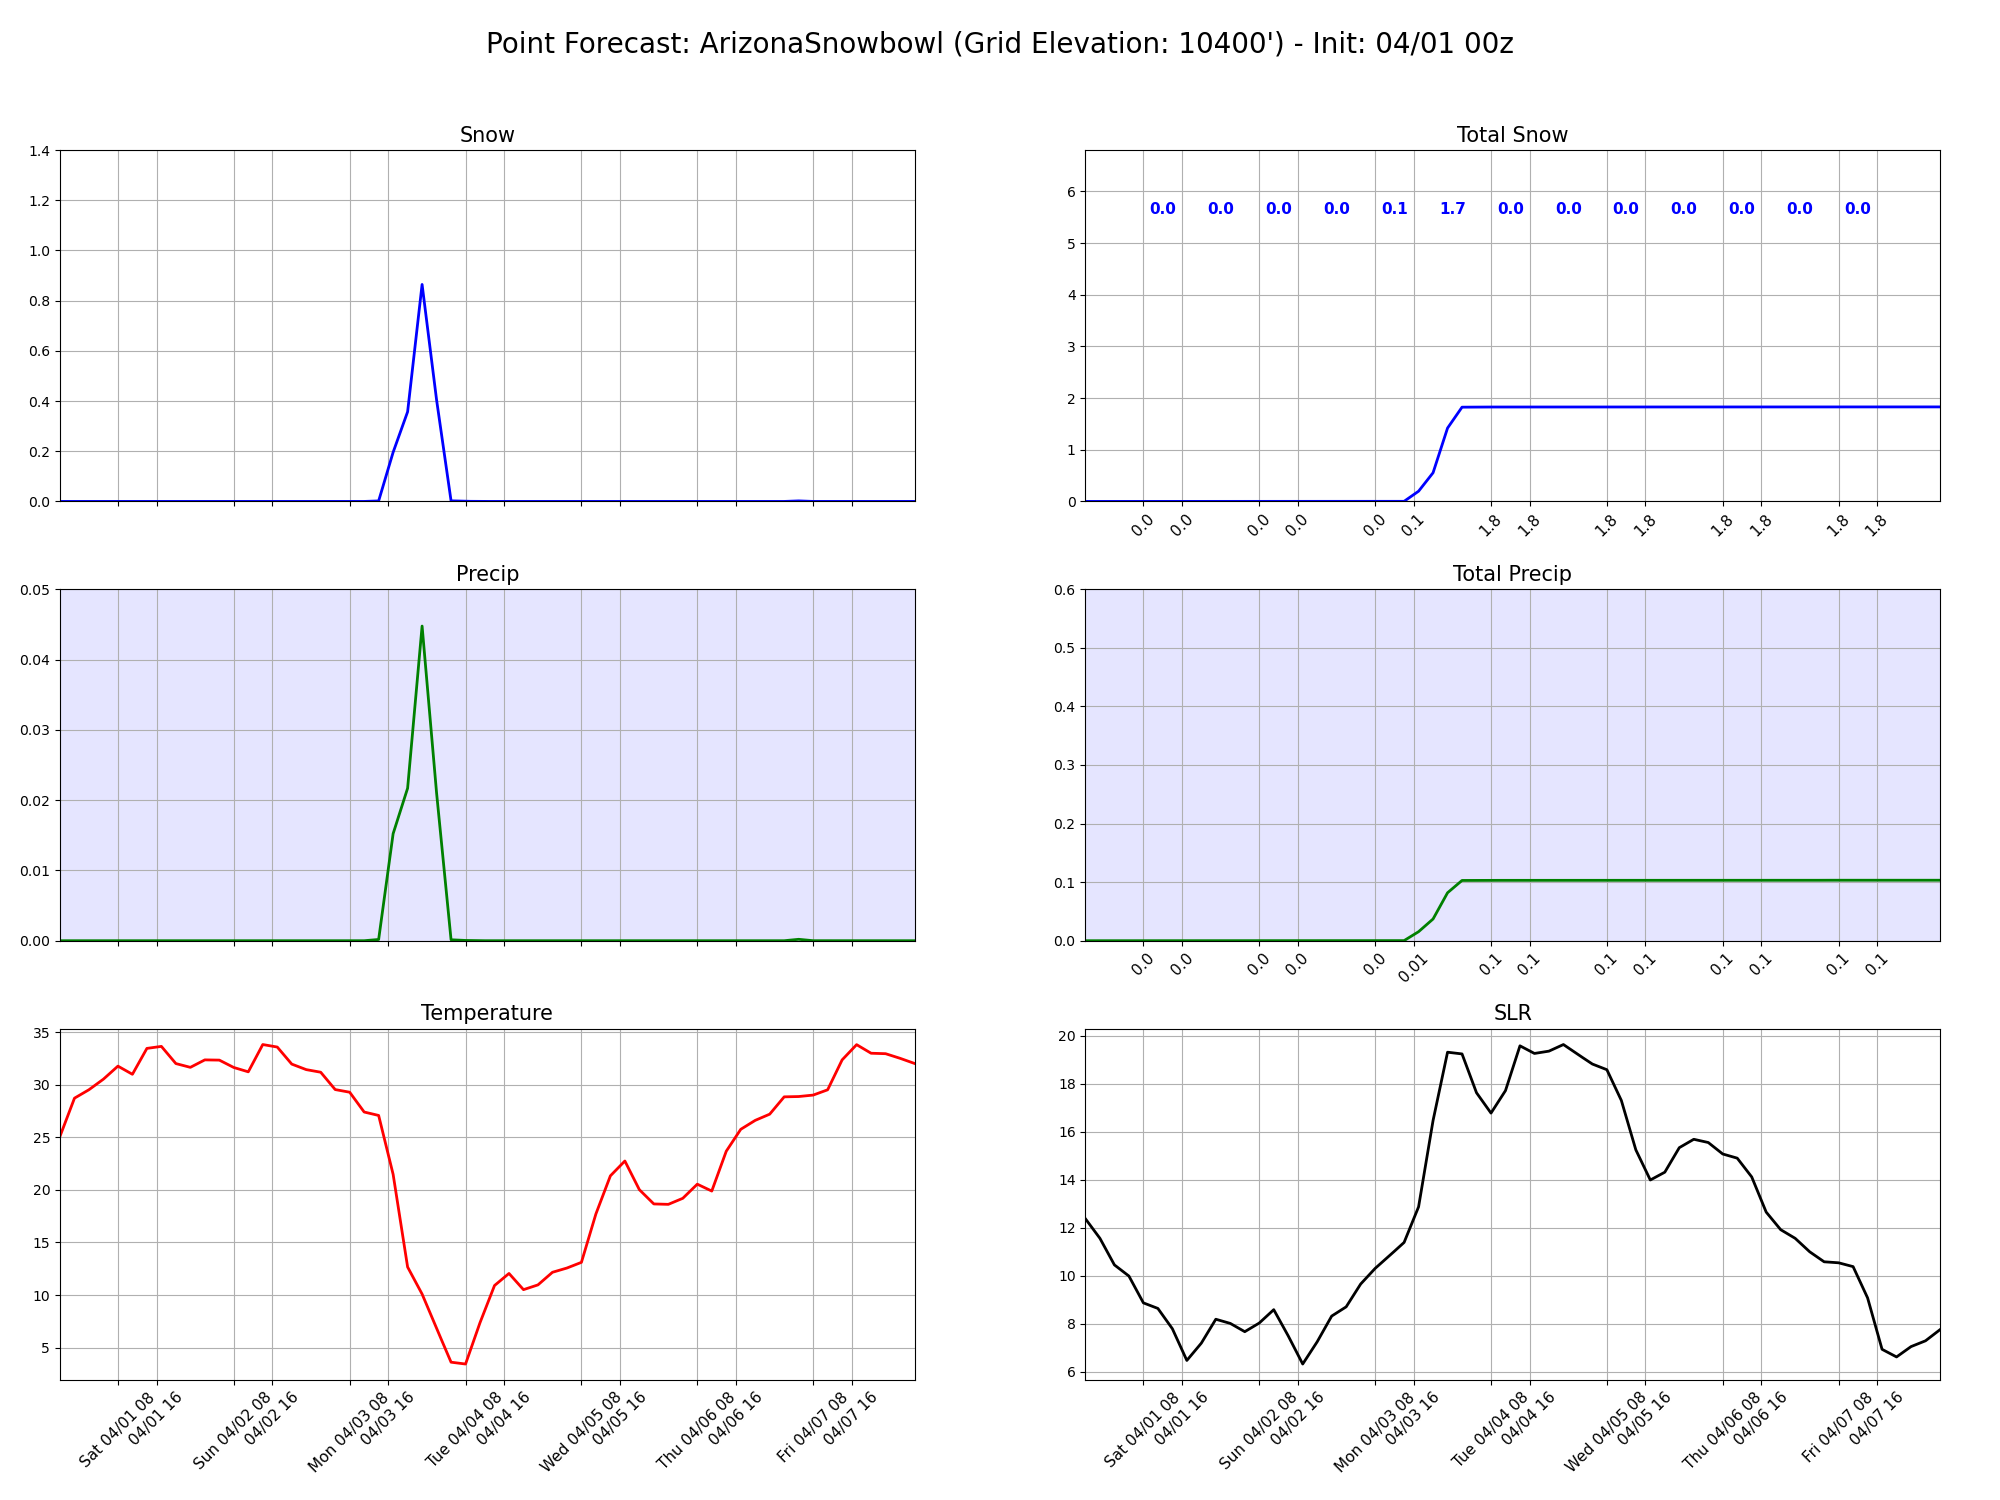 Point Forecast: ArizonaSnowbowl (Grid Elevation: 10400') - Init: 04/01 00z
Snow
1.4
1.2
1.0
0.8
0.6
0.4
0.2
0.0
Total Snow
6
5
4
3
2
1
0
0.0 0.0 0.0 0.0 0.1 1.7 0.0 0.0 0.0 0.0 0.0 0.0 0.0
0.0 0.0 0.0 0.0 0.0 0.1 1.8 1.8 1.8 1.8 1.8 1.8 1.8 1.8
Precip
0.05
0.04
0.03
0.02
0.01
0.00
Total Precip
0.6
0.5
0.4
0.3
0.2
0.1
0.0
0.0 0.0 0.0 0.0 0.0 0.01 0.1 0.1 0.1 0.1 0.1 0.1 0.1 0.1
Temperature
35
30
25
20
15
10
5
Sat 04/01 08
04/01 16
Sun 04/02 08
04/02 16
Mon 04/03 08
04/03 16
Tue 04/04 08
04/04 16
Wed 04/05 08
04/05 16
Thu 04/06 08
04/06 16
Fri 04/07 08
04/07 16
SLR
20
18
16
14
12
10
8
6
Sat 04/01 08
04/01 16
Sun 04/02 08
04/02 16
Mon 04/03 08
04/03 16
Tue 04/04 08
04/04 16
Wed 04/05 08
04/05 16
Thu 04/06 08
04/06 16
Fri 04/07 08
04/07 16